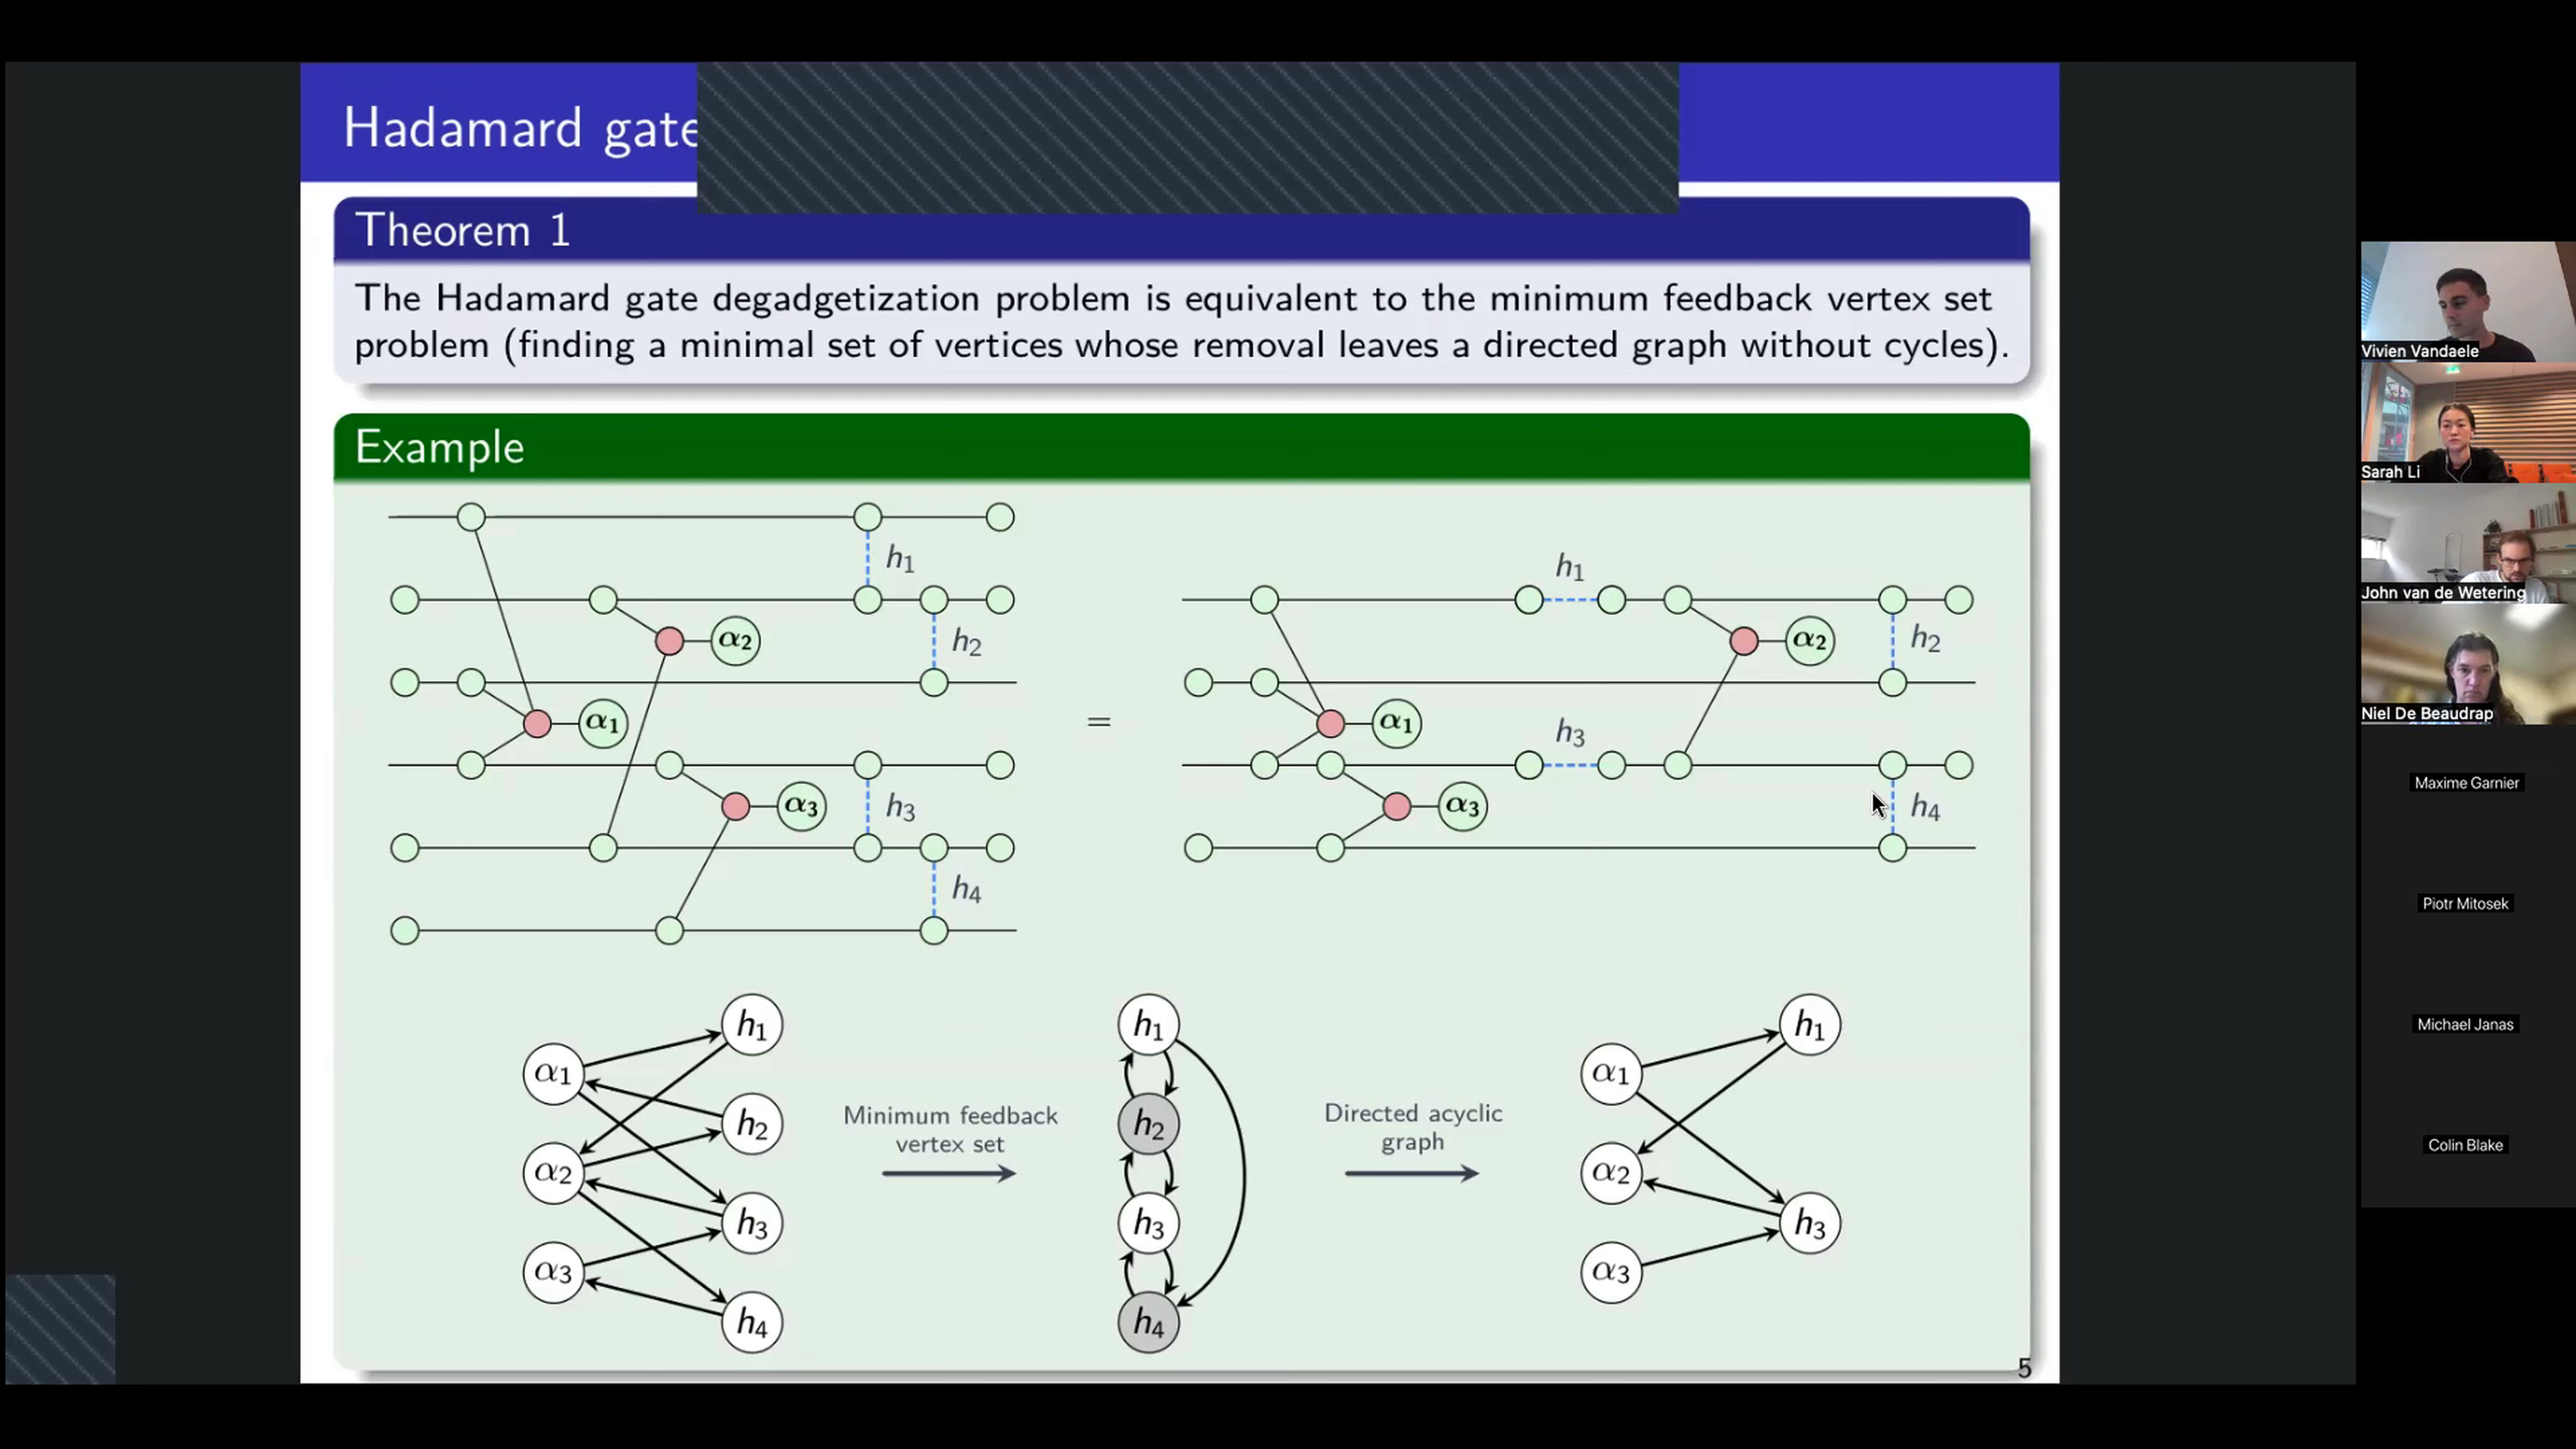 Hadamard gate
Theorem 1
The Hadamard gate degadgetization problem is equivalent to the minimum feedback vertex set
problem (finding a minimal set of vertices whose removal leaves a directed graph without cycles).
Example
h₁
α₂
h₂
α₁
α₃
h₃
h₄
=
h₁
α₂
h₂
α₁
h₃
α₃
h₄
α₁
α₂
α₃
h₁
h₂
h₃
h₄
Minimum feedback
vertex set
h₁
h₂
h₃
h₄
Directed acyclic
graph
α₁
α₂
α₃
h₁
h₃
5
Vivien Vandaele
Sarah Li
John van de Wetering
Niel De Beaudrap
Maxime Garnier
Piotr Mitosek
Michael Janas
Colin Blake